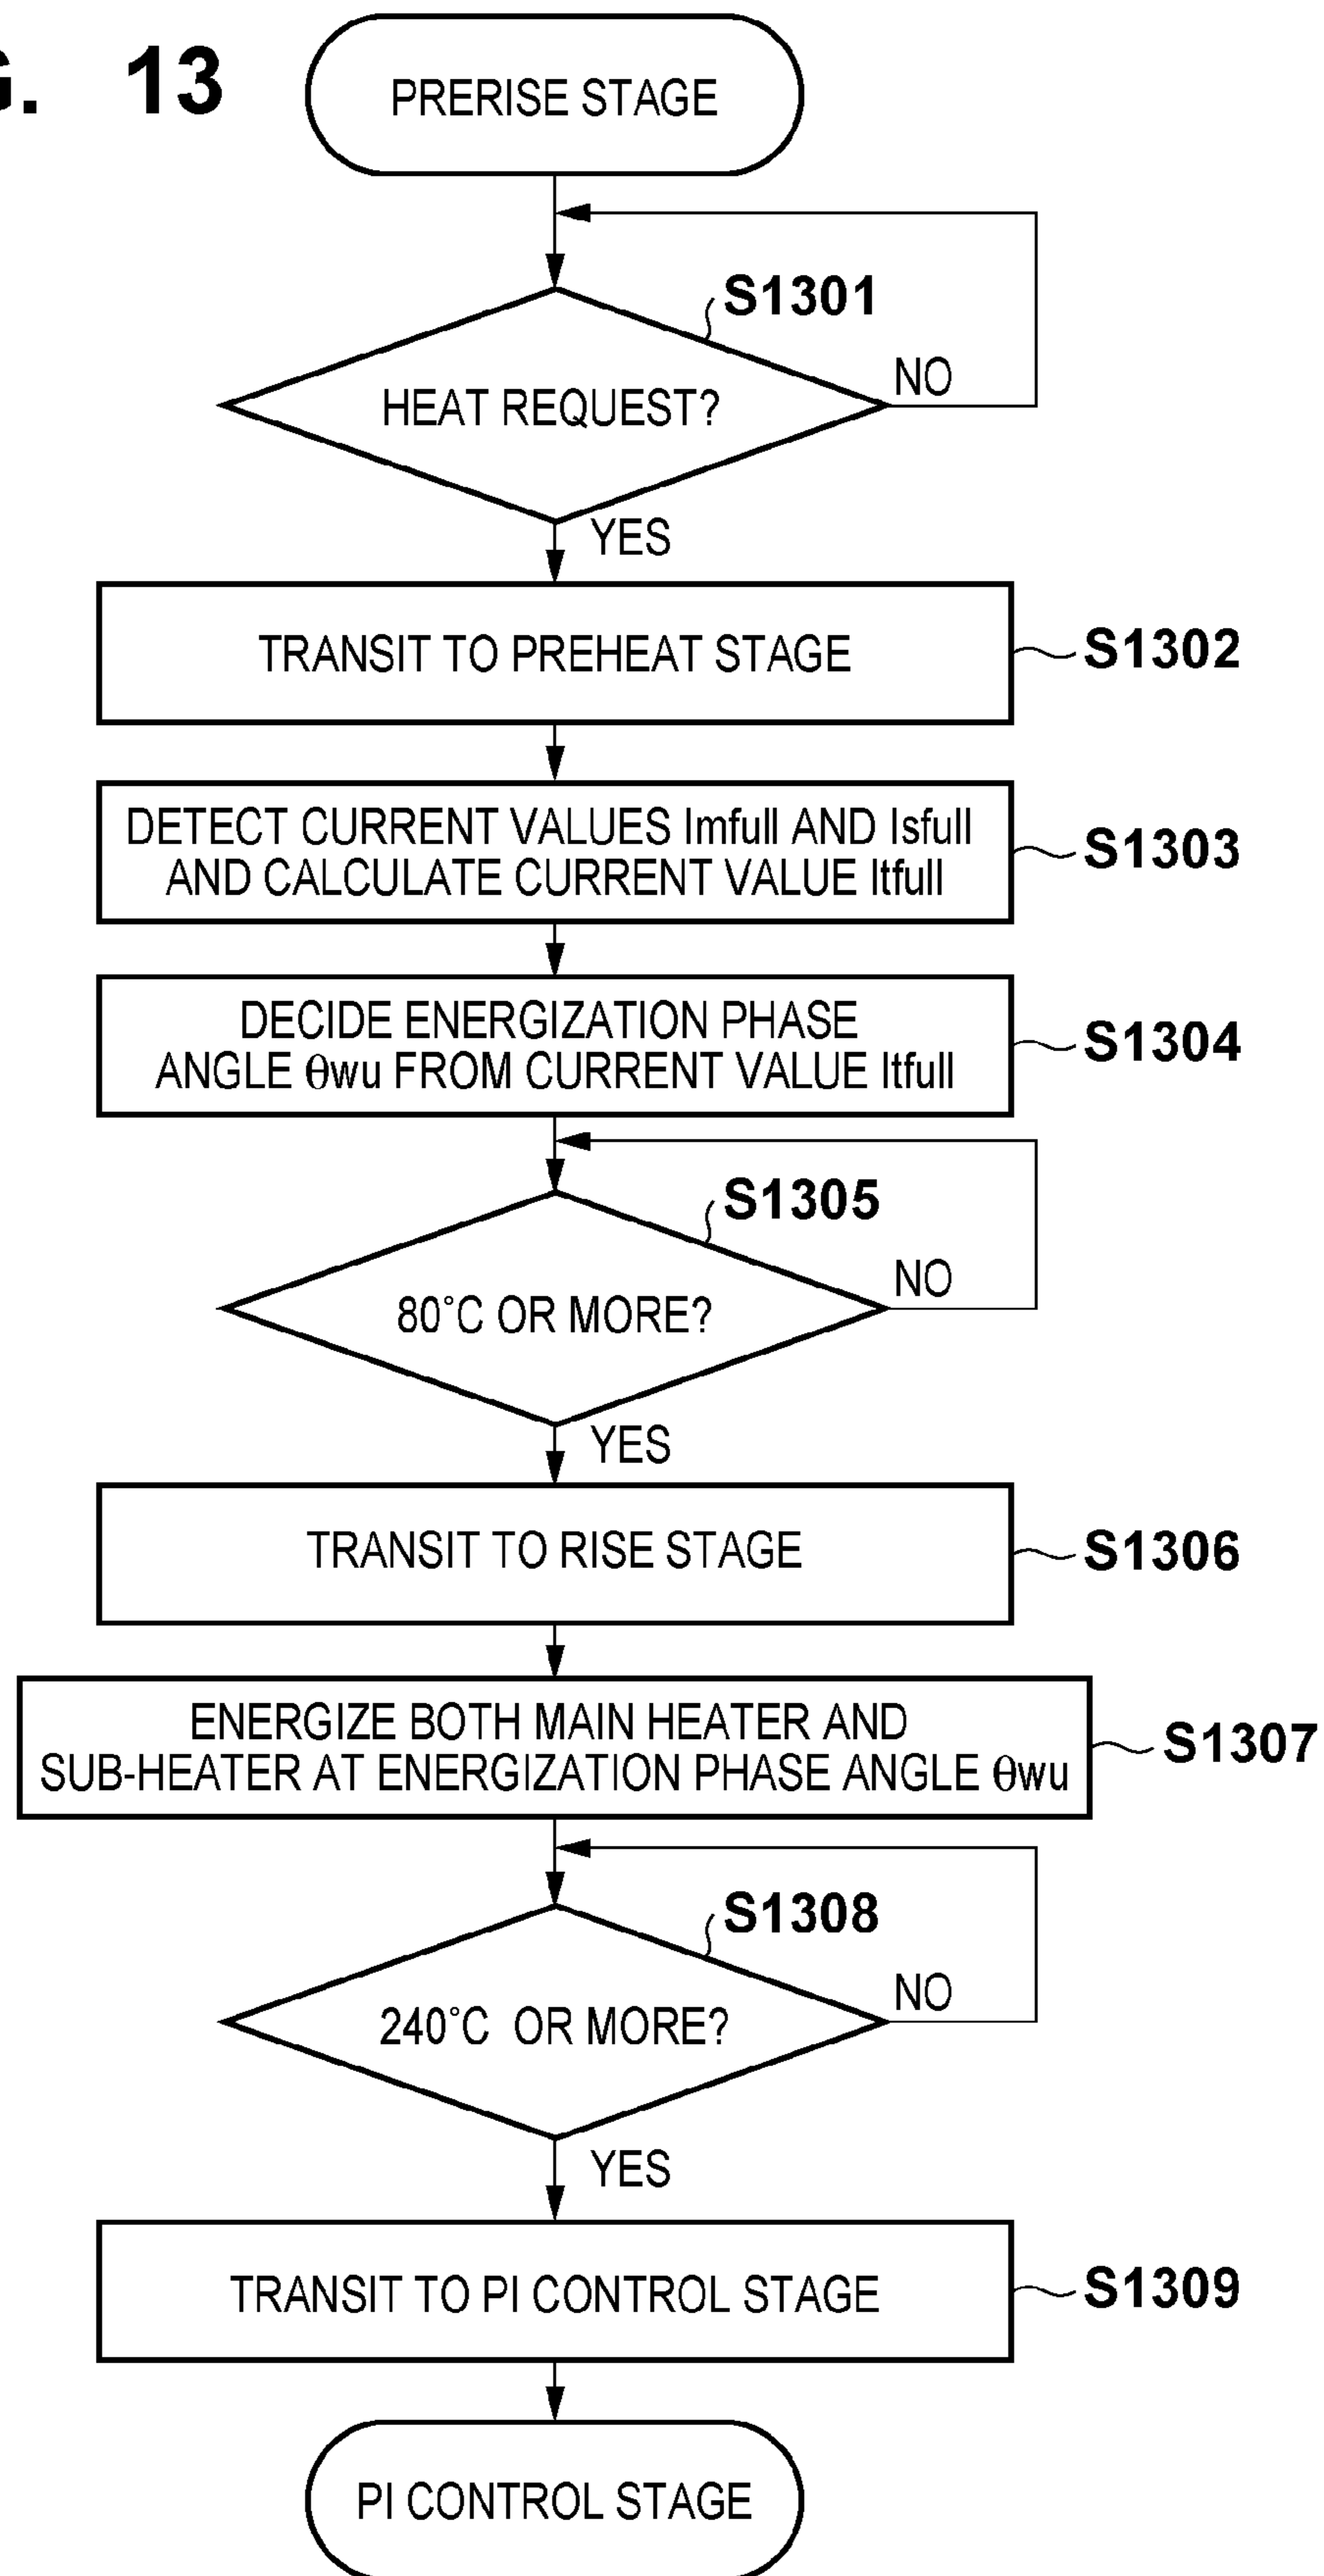 G. 13
PRERISE STAGE
S1301
HEAT REQUEST?
NO
YES
TRANSIT TO PREHEAT STAGE
S1302
DETECT CURRENT VALUES Imfull AND Isfull
AND CALCULATE CURRENT VALUE Itfull
S1303
DECIDE ENERGIZATION PHASE
ANGLE θwu FROM CURRENT VALUE Itfull
S1304
S1305
80°C OR MORE?
NO
YES
TRANSIT TO RISE STAGE
S1306
ENERGIZE BOTH MAIN HEATER AND
SUB-HEATER AT ENERGIZATION PHASE ANGLE θwu
S1307
S1308
240°C OR MORE?
NO
YES
TRANSIT TO PI CONTROL STAGE
S1309
PI CONTROL STAGE